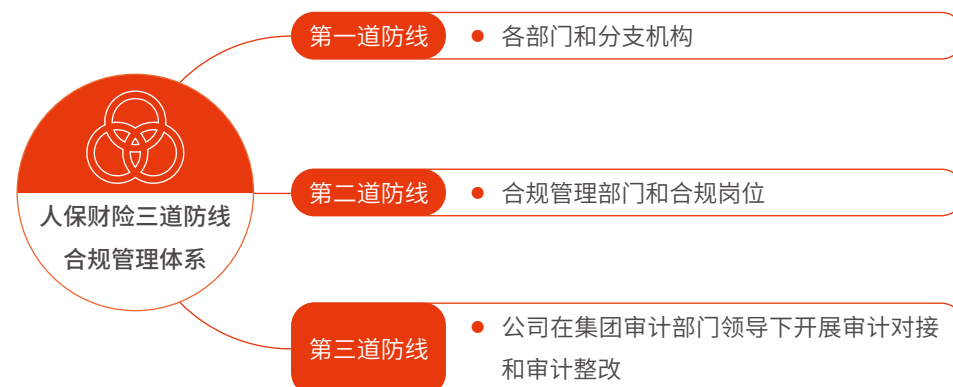 第一道防线
各部门和分支机构
人保财险三道防线
合规管理体系
第二道防线
合规管理部门和合规岗位
第三道防线
公司在集团审计部门领导下开展审计对接
和审计整改